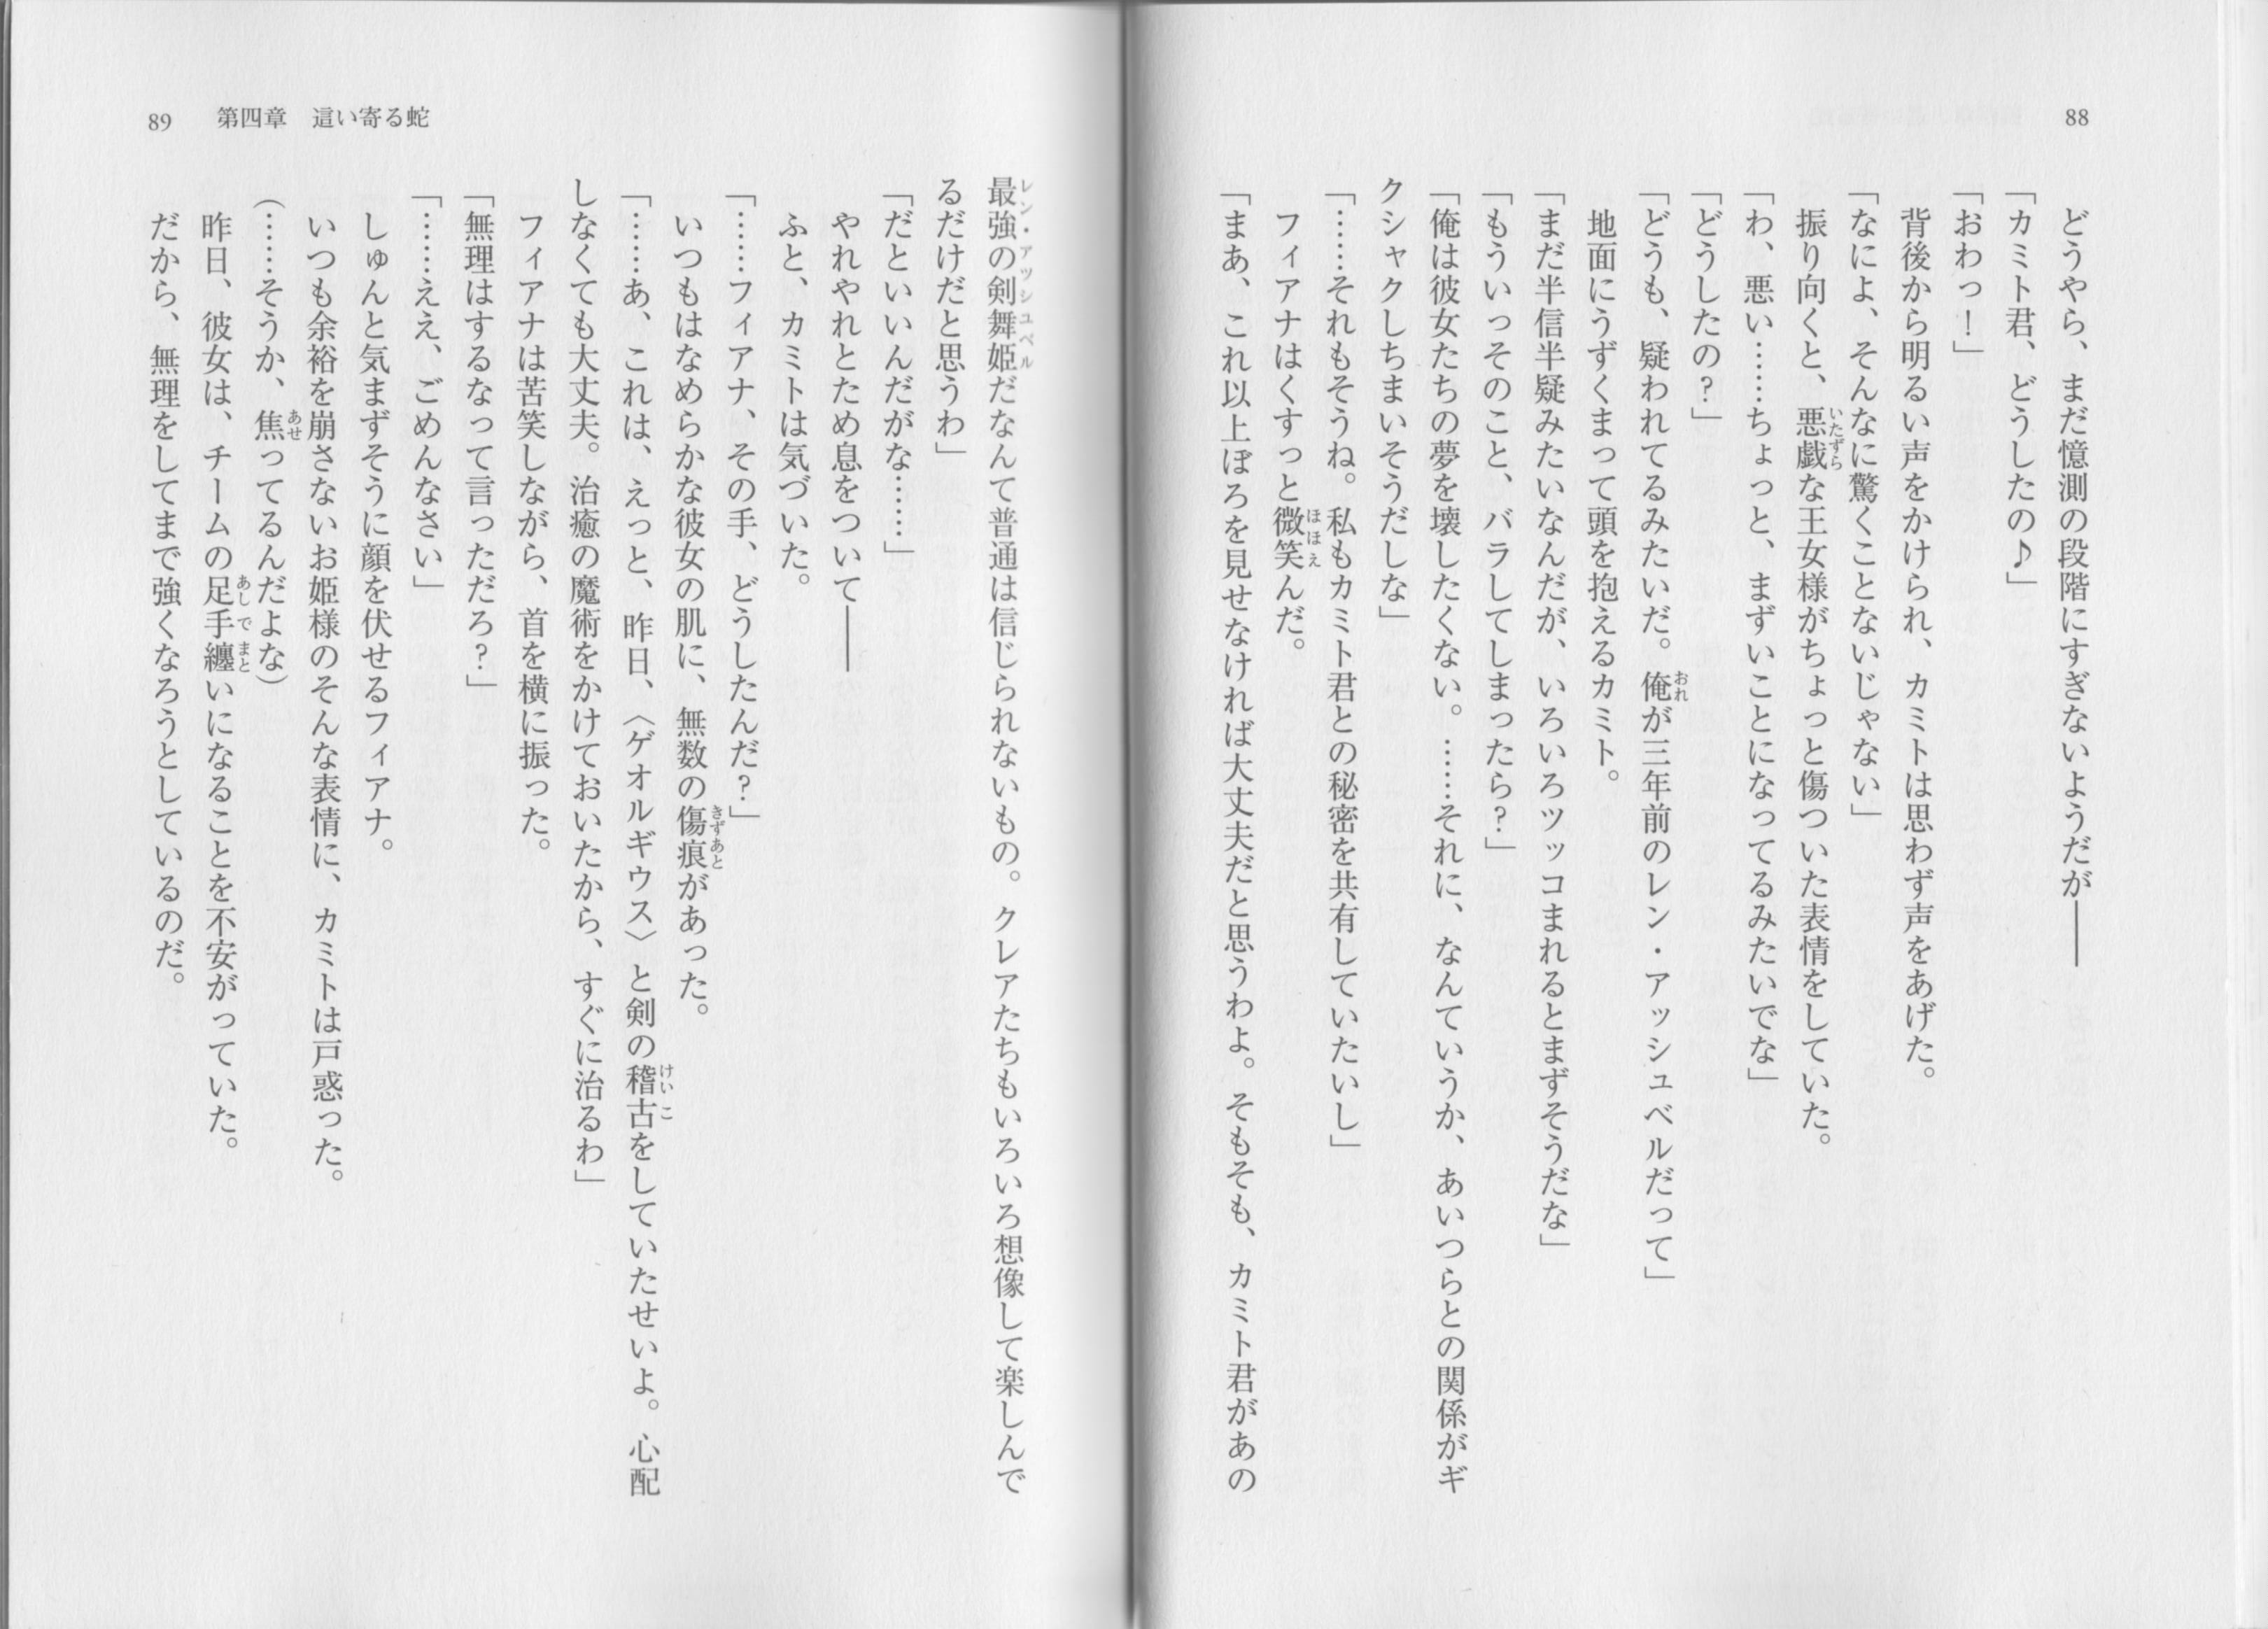 88
どうやら、まだ憶測の段階にすぎないようだが――
「カミト君、どうしたの♪」
「おわっ！」
背後から明るい声をかけられ、カミトは思わず声をあげた。
「なによ、そんなに驚くことないじゃない」
振り向くと、悪戯な王女様がちょっと傷ついた表情をしていた。
「わ、悪い……ちょっと、まずいことになってるみたいでな」
「どうしたの？」
「どうも、疑われてるみたいだ。俺が三年前のレン・アッシュベルだって」
地面にうずくまって頭を抱えるカミト。
「まだ半信半疑みたいなんだが、いろいろツッコまれるとまずそうだな」
「もういっそのこと、バラしてしまったら？」
「俺は彼女たちの夢を壊したくない。……それに、なんていうか、あいつらとの関係がギ
クシャクしちまいそうだしな」
「……それもそうね。私もカミト君との秘密を共有していたいし」
フィアナはくすっと微笑んだ。
「まあ、これ以上ぼろを見せなければ大丈夫だと思うわよ。そもそも、カミト君があの
89　第四章　這い寄る蛇
最強の剣舞姫だなんて普通は信じられないもの。クレアたちもいろいろ想像して楽しんで
るだけだと思うわ」
「だといいんだがな……」
やれやれとため息をついて――
ふと、カミトは気づいた。
「……フィアナ、その手、どうしたんだ？」
いつもはなめらかな彼女の肌に、無数の傷痕があった。
「……あ、これは、えっと、昨日、〈ゲオルギウス〉と剣の稽古をしていたせいよ。心配
しなくても大丈夫。治癒の魔術をかけておいたから、すぐに治るわ」
フィアナは苦笑しながら、首を横に振った。
「無理はするなって言っただろ？」
「……ええ、ごめんなさい」
しゅんと気まずそうに顔を伏せるフィアナ。
いつも余裕を崩さないお姫様のそんな表情に、カミトは戸惑った。
（……そうか、焦ってるんだよな）
昨日、彼女は、チームの足手纏いになることを不安がっていた。
だから、無理をしてまで強くなろうとしているのだ。